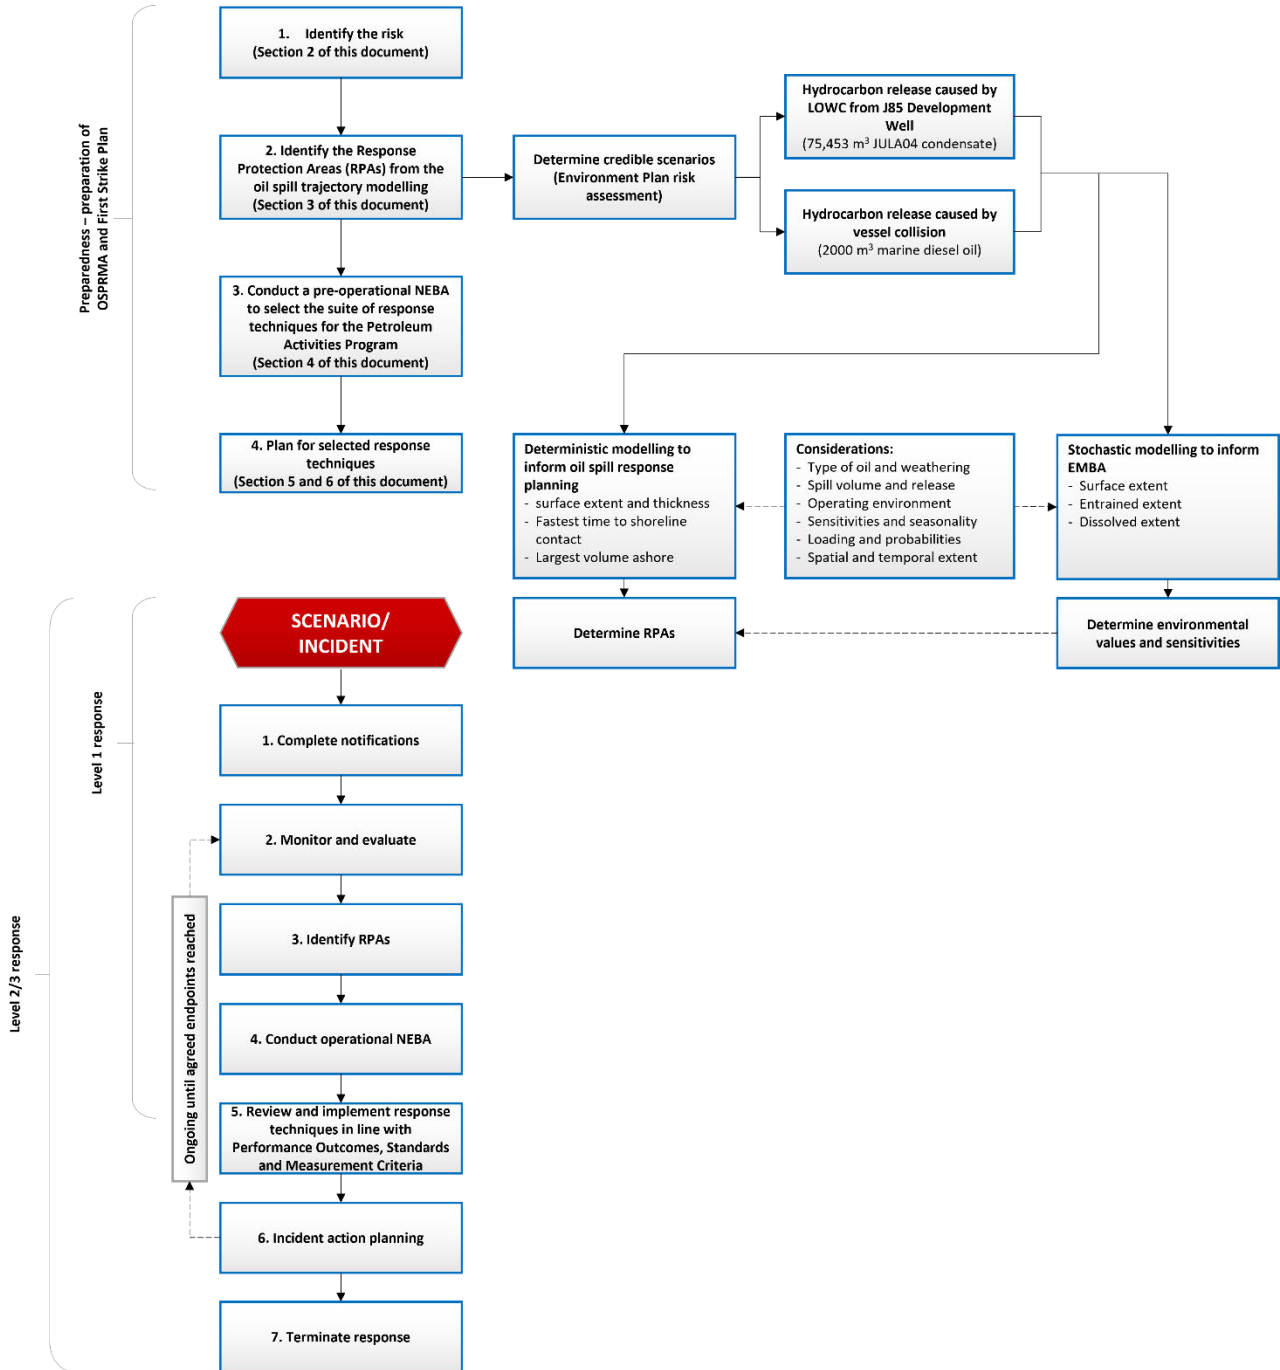 Preparedness – preparation of
OSPRMA and First Strike Plan
1. Identify the risk
(Section 2 of this document)
2. Identify the Response
Protection Areas (RPAs) from the
oil spill trajectory modelling
(Section 3 of this document)
3. Conduct a pre-operational NEBA
to select the suite of response
techniques for the Petroleum
Activities Program
(Section 4 of this document)
4. Plan for selected response
techniques
(Section 5 and 6 of this document)
Determine credible scenarios
(Environment Plan risk
assessment)
Hydrocarbon release caused by
LOWC from J85 Development
Well
(75,453 m³ JULA04 condensate)
Hydrocarbon release caused by
vessel collision
(2000 m³ marine diesel oil)
Deterministic modelling to
inform oil spill response
planning
- surface extent and thickness
- Fastest time to shoreline
contact
- Largest volume ashore
Considerations:
- Type of oil and weathering
- Spill volume and release
- Operating environment
- Sensitivities and seasonality
- Loading and probabilities
- Spatial and temporal extent
Stochastic modelling to inform
EMBA
- Surface extent
- Entrained extent
- Dissolved extent
Determine RPAs
Determine environmental
values and sensitivities
Level 2/3 response
Level 1 response
SCENARIO/
INCIDENT
1. Complete notifications
2. Monitor and evaluate
3. Identify RPAs
4. Conduct operational NEBA
5. Review and implement response
techniques in line with
Performance Outcomes, Standards
and Measurement Criteria
Ongoing until agreed endpoints reached
6. Incident action planning
7. Terminate response